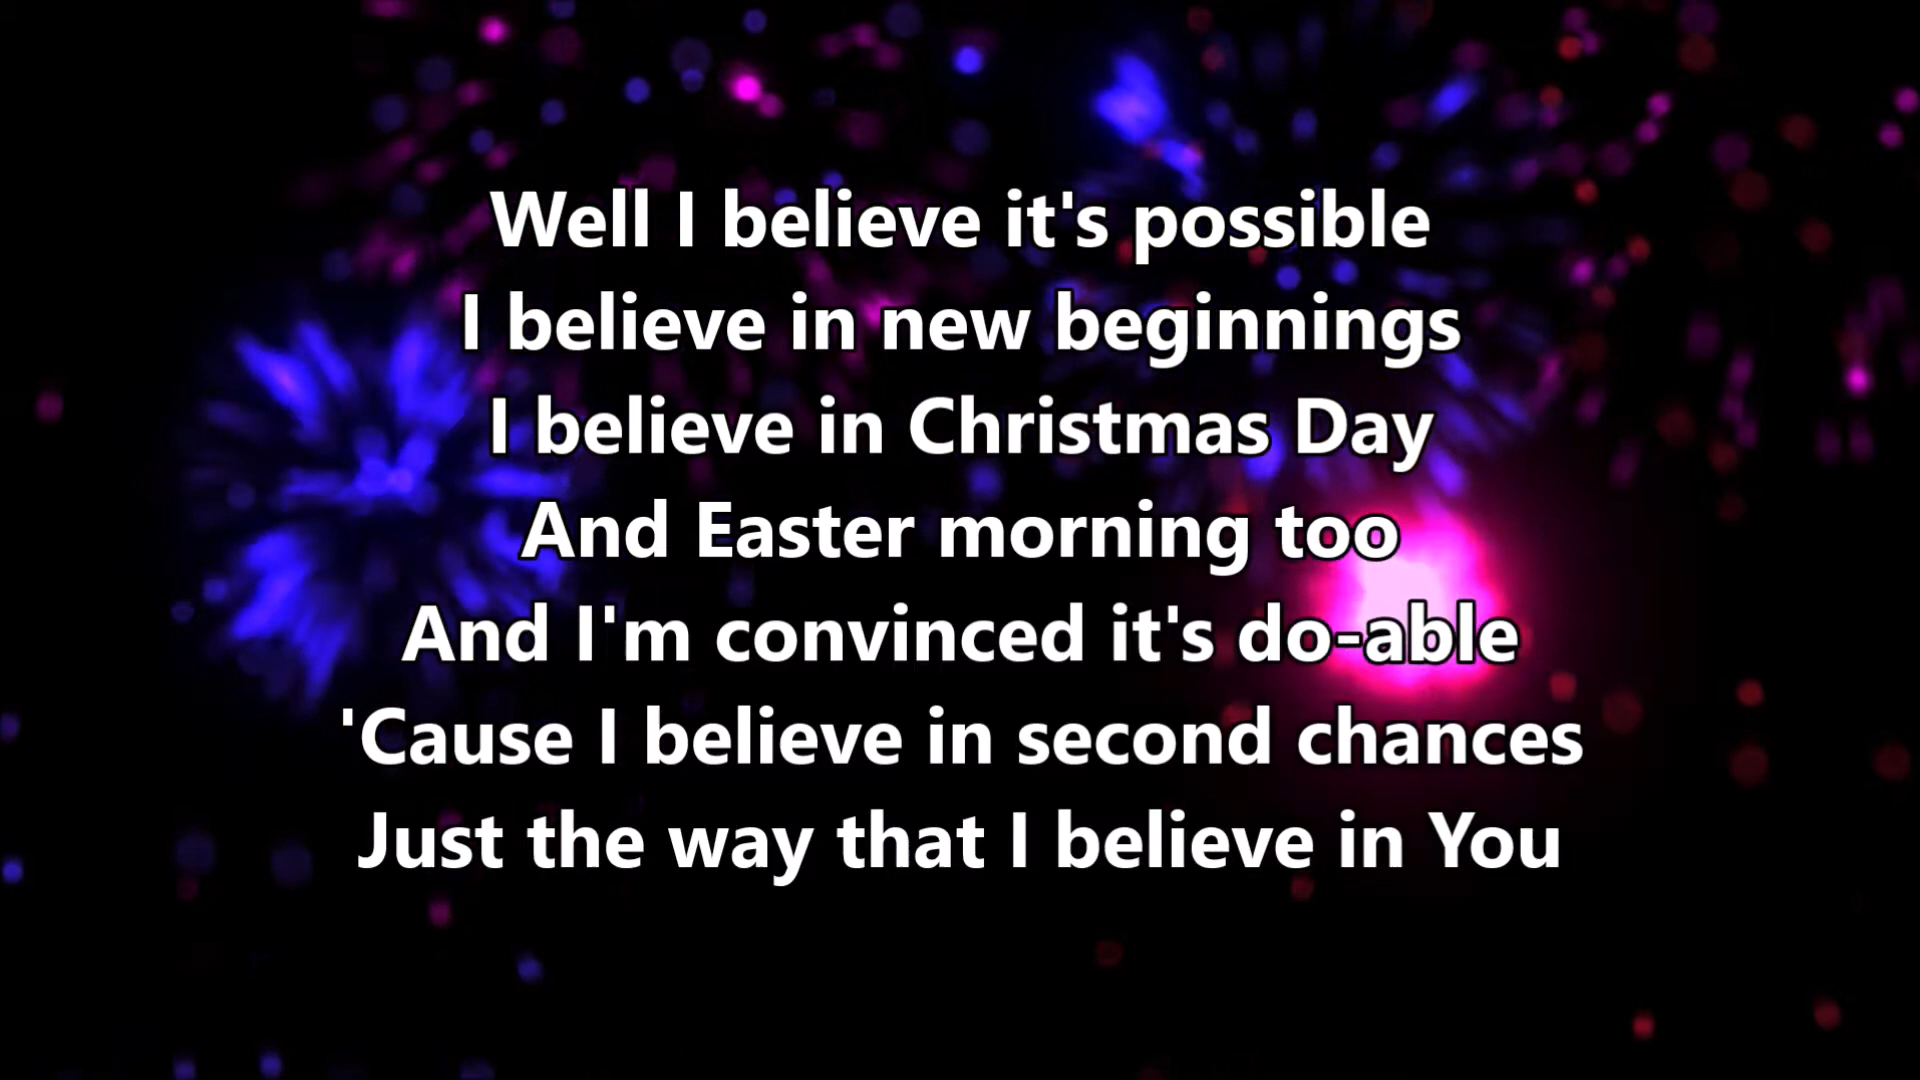 Well I believe it's possible
I believe in new beginnings
I believe in Christmas Day
And Easter morning too
And I'm convinced it's do-able
'Cause I believe in second chances
Just the way that I believe in You